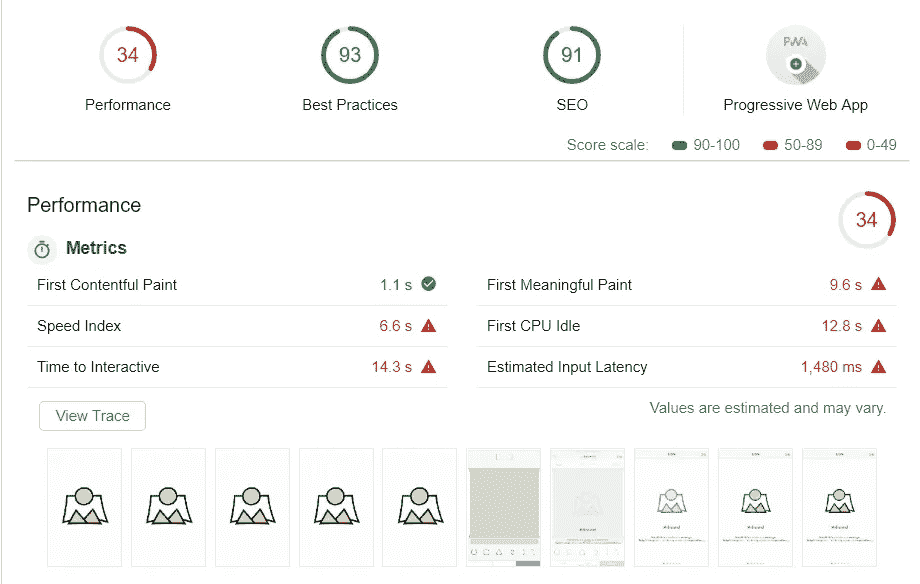 34
93
91
PWA
Performance
Best Practices
SEO
Progressive Web App
Score scale: 90-100 50-89 0-49
Performance
34
Metrics
First Contentful Paint 1.1 s
First Meaningful Paint 9.6 s
Speed Index 6.6 s
First CPU Idle 12.8 s
Time to Interactive 14.3 s
Estimated Input Latency 1,480 ms
View Trace
Values are estimated and may vary.